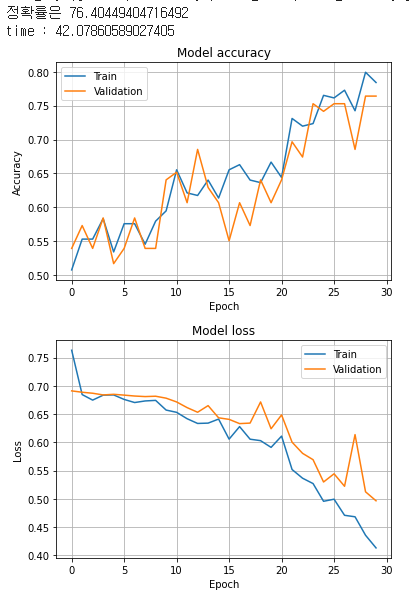 정확률은 76.40449404716492
time : 42.07860589027405
Model accuracy
Train
Validation
Accuracy
0.80
0.75
0.70
0.65
0.60
0.55
0.50
0 5 10 15 20 25 30
Epoch
Model loss
Train
Validation
Loss
0.75
0.70
0.65
0.60
0.55
0.50
0.45
0.40
0 5 10 15 20 25 30
Epoch